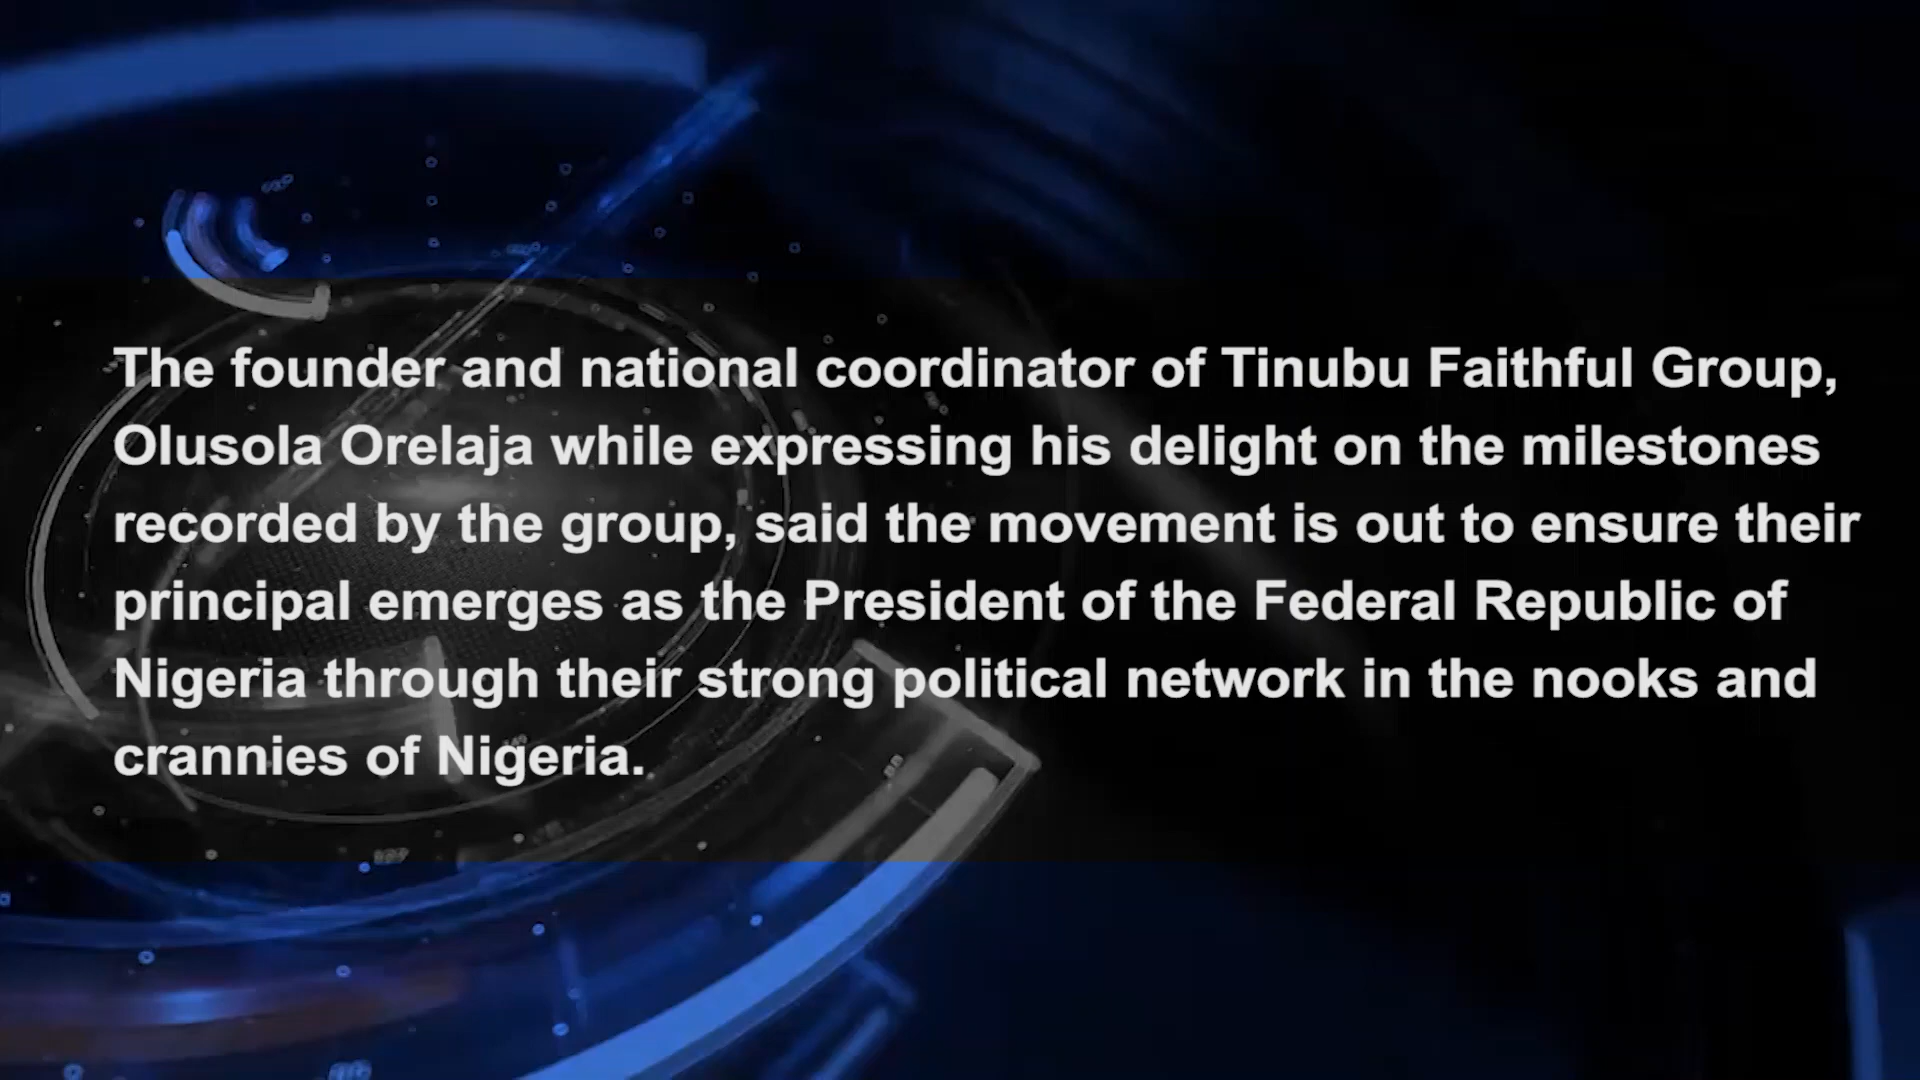 The founder and national coordinator of Tinubu Faithful Group,
Olusola Orelaja while expressing his delight on the milestones
recorded by the group, said the movement is out to ensure their
principal emerges as the President of the Federal Republic of
Nigeria through their strong political network in the nooks and
crannies of Nigeria.